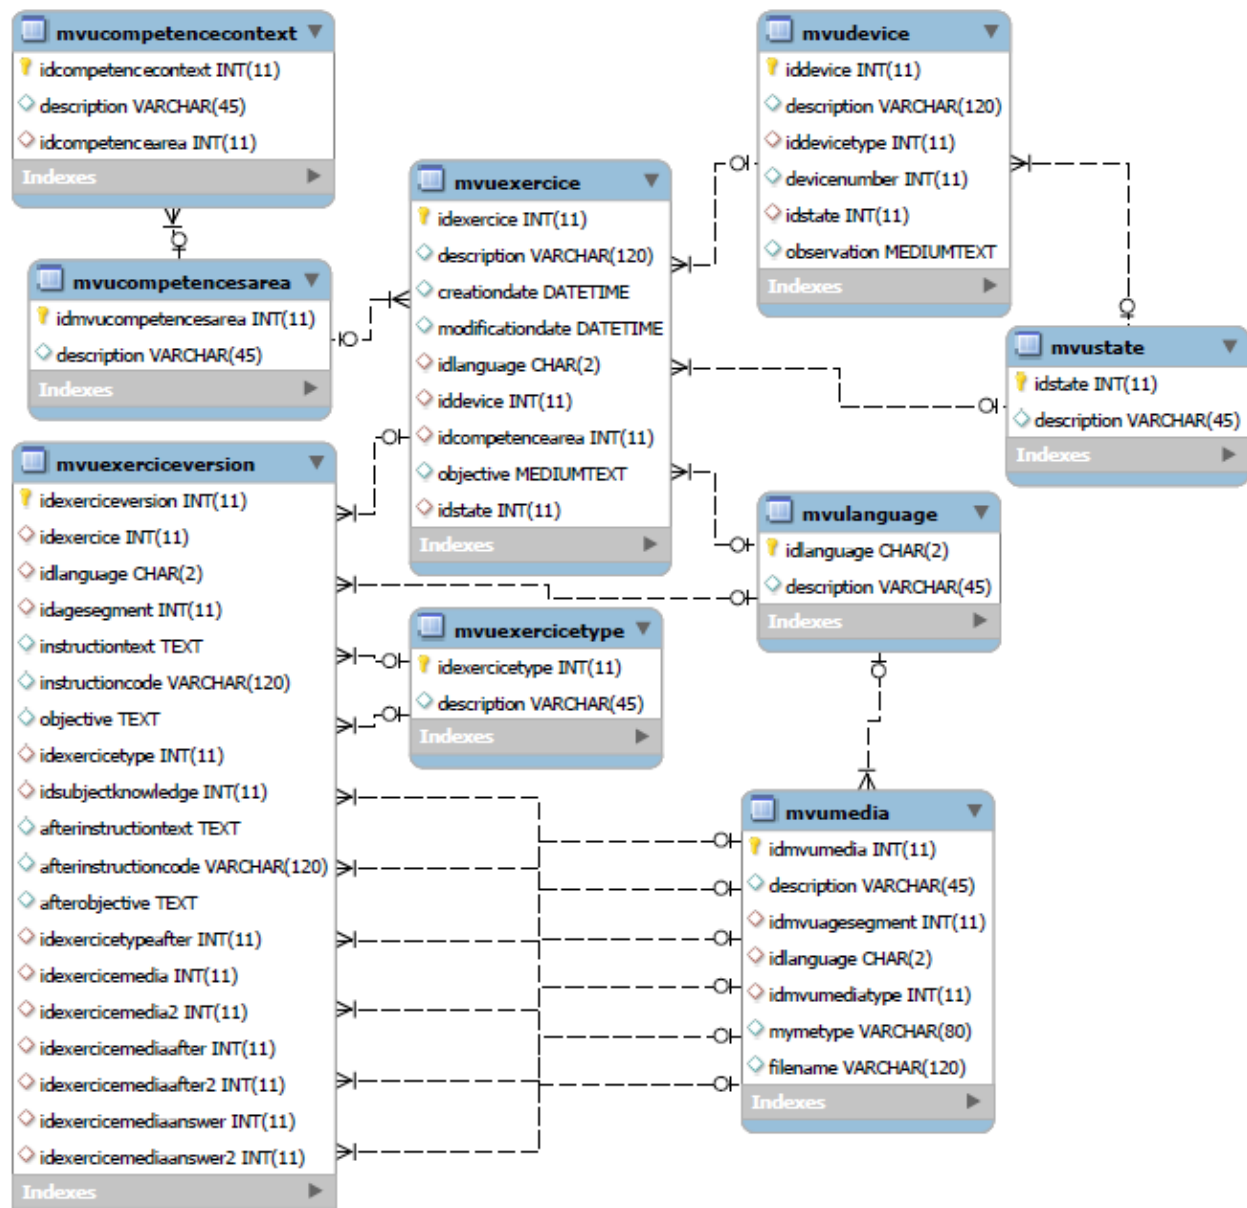 mvucompetencecontext
idcompetencecontext INT(11)
description VARCHAR(45)
idcompetencearea INT(11)
Indexes
mvucompetencesarea
idmvucompetencesarea INT(11)
description VARCHAR(45)
Indexes
mvuexercice
idexercice INT(11)
description VARCHAR(120)
creationdate DATETIME
modificationdate DATETIME
idlanguage CHAR(2)
iddevice INT(11)
idcompetencearea INT(11)
objective MEDIUMTEXT
idstate INT(11)
Indexes
mvudevice
iddevice INT(11)
description VARCHAR(120)
iddevicetype INT(11)
devicenumber INT(11)
idstate INT(11)
observation MEDIUMTEXT
Indexes
mvustate
idstate INT(11)
description VARCHAR(45)
Indexes
mvuexerciceversion
idexerciceversion INT(11)
idexercice INT(11)
idlanguage CHAR(2)
idagesegment INT(11)
instructiontext TEXT
instructioncode VARCHAR(120)
objective TEXT
idexercicetype INT(11)
idsubjectknowledge INT(11)
afterinstructiontext TEXT
afterinstructioncode VARCHAR(120)
afterobjective TEXT
idexercicetypeafter INT(11)
idexercicemedia INT(11)
idexercicemedia2 INT(11)
idexercicemediaafter INT(11)
idexercicemediaafter2 INT(11)
idexercicemediaanswer INT(11)
idexercicemediaanswer2 INT(11)
Indexes
mvulanguage
idlanguage CHAR(2)
description VARCHAR(45)
Indexes
mvuexercicetype
idexercicetype INT(11)
description VARCHAR(45)
Indexes
mvumedia
idmvumedia INT(11)
description VARCHAR(45)
idmvuagesegment INT(11)
idlanguage CHAR(2)
idmvumediatype INT(11)
mymetype VARCHAR(80)
filename VARCHAR(120)
Indexes